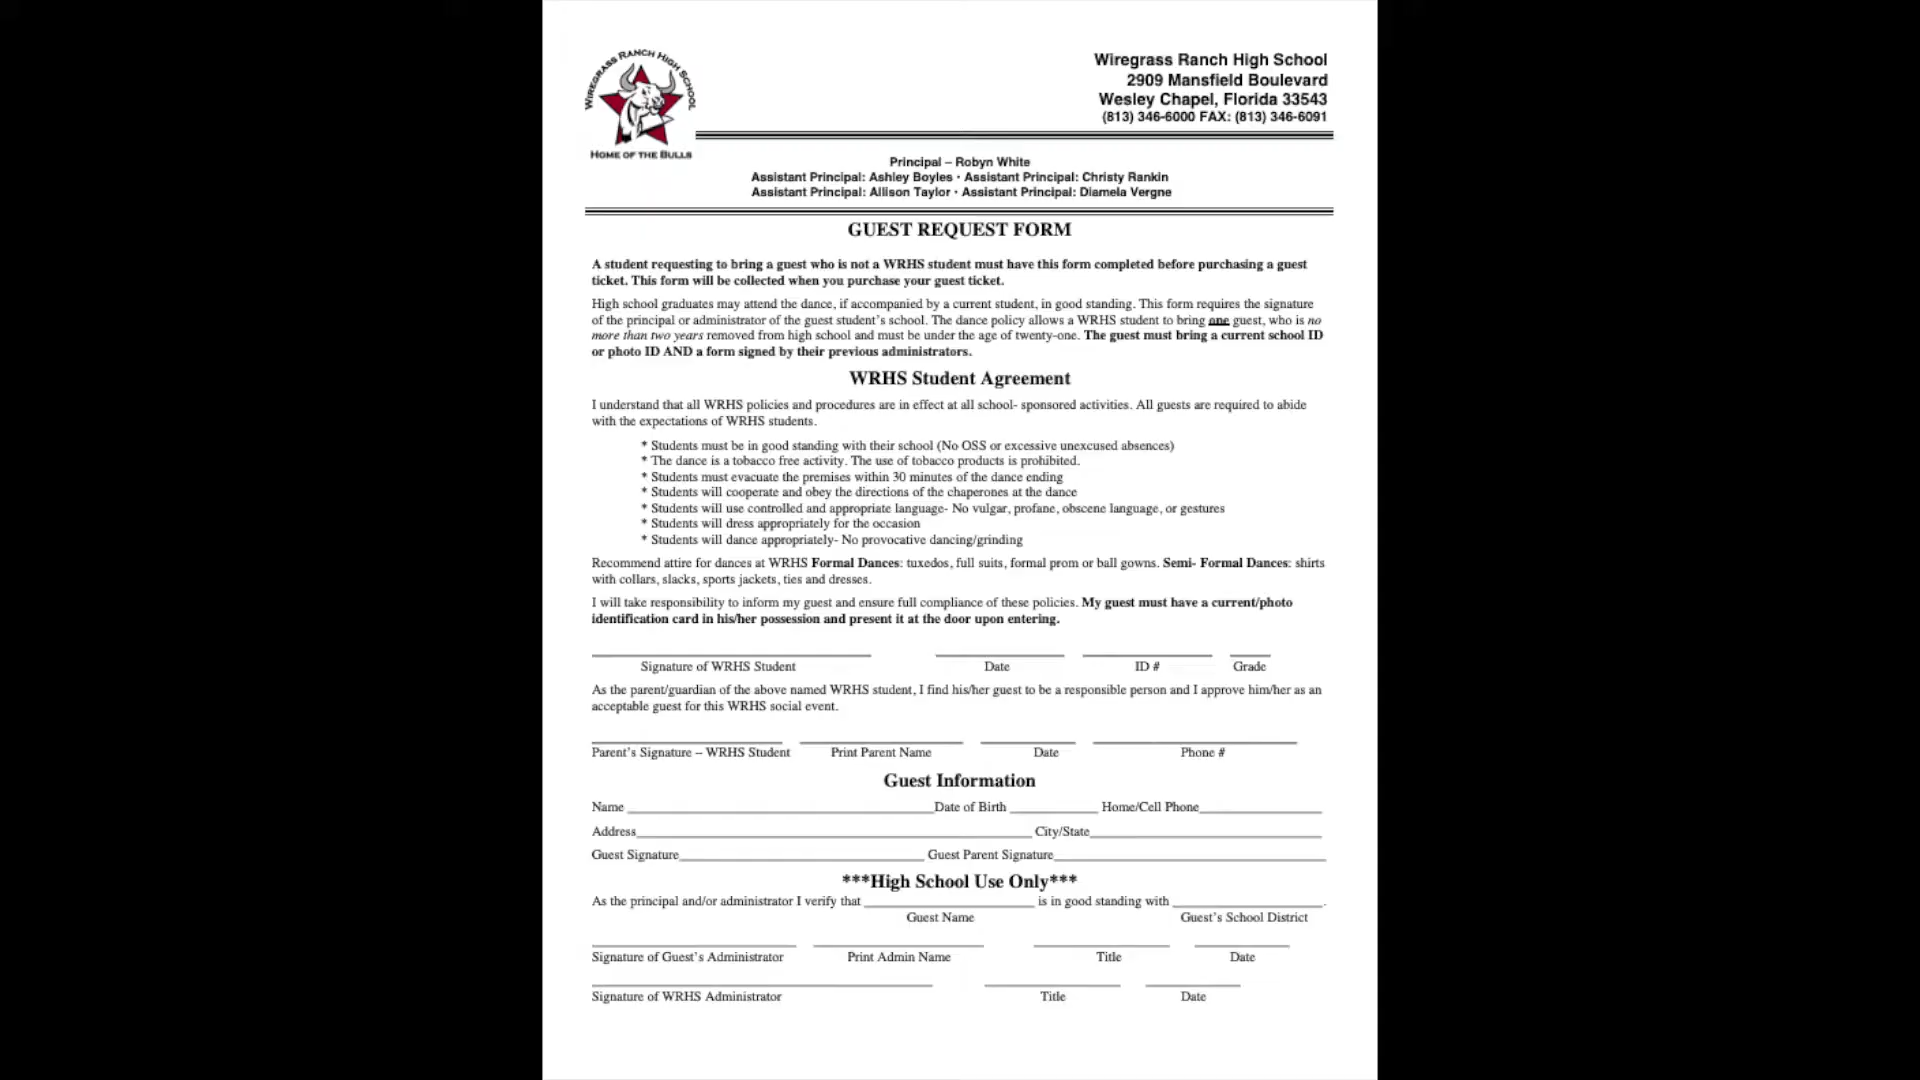 WIREGRASS RANCH HIGH SCHOOL
HOME OF THE BULLS
Wiregrass Ranch High School
2909 Mansfield Boulevard
Wesley Chapel, Florida 33543
(813) 346-6000 FAX: (813) 346-6091
Principal – Robyn White
Assistant Principal: Ashley Boyles · Assistant Principal: Christy Rankin
Assistant Principal: Allison Taylor · Assistant Principal: Diamela Vergne
GUEST REQUEST FORM
A student requesting to bring a guest who is not a WRHS student must have this form completed before purchasing a guest
ticket. This form will be collected when you purchase your guest ticket.
High school graduates may attend the dance, if accompanied by a current student, in good standing. This form requires the signature
of the principal or administrator of the guest student's school. The dance policy allows a WRHS student to bring one guest, who is no
more than two years removed from high school and must be under the age of twenty-one. The guest must bring a current school ID
or photo ID AND a form signed by their previous administrators.
WRHS Student Agreement
I understand that all WRHS policies and procedures are in effect at all school- sponsored activities. All guests are required to abide
with the expectations of WRHS students.
* Students must be in good standing with their school (No OSS or excessive unexcused absences)
* The dance is a tobacco free activity. The use of tobacco products is prohibited.
* Students must evacuate the premises within 30 minutes of the dance ending
* Students will cooperate and obey the directions of the chaperones at the dance
* Students will use controlled and appropriate language- No vulgar, profane, obscene language, or gestures
* Students will dress appropriately for the occasion
* Students will dance appropriately- No provocative dancing/grinding
Recommend attire for dances at WRHS Formal Dances: tuxedos, full suits, formal prom or ball gowns. Semi- Formal Dances: shirts
with collars, slacks, sports jackets, ties and dresses.
I will take responsibility to inform my guest and ensure full compliance of these policies. My guest must have a current/photo
identification card in his/her possession and present it at the door upon entering.
Signature of WRHS Student Date ID # Grade
As the parent/guardian of the above named WRHS student, I find his/her guest to be a responsible person and I approve him/her as an
acceptable guest for this WRHS social event.
Parent's Signature – WRHS Student Print Parent Name Date Phone #
Guest Information
Name Date of Birth Home/Cell Phone
Address City/State
Guest Signature Guest Parent Signature
***High School Use Only***
As the principal and/or administrator I verify that is in good standing with .
Guest Name Guest's School District
Signature of Guest's Administrator Print Admin Name Title Date
Signature of WRHS Administrator Title Date